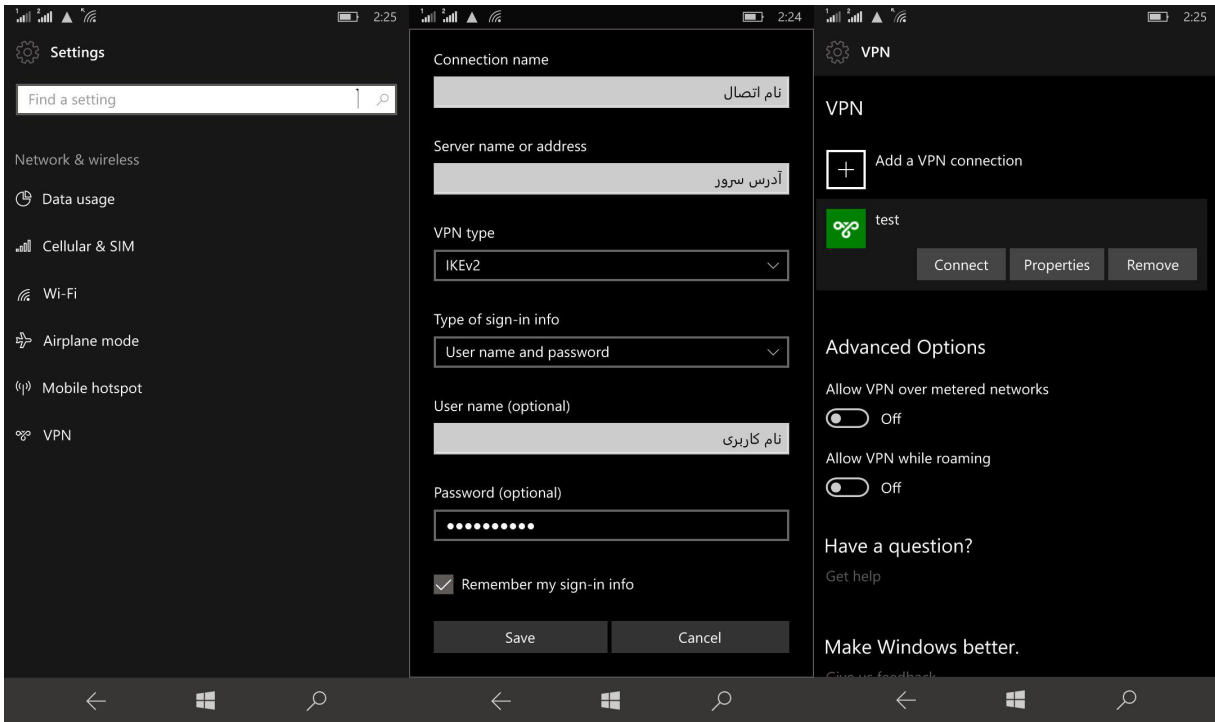 2:25
Settings
Find a setting
Network & wireless
Data usage
Cellular & SIM
Wi-Fi
Airplane mode
Mobile hotspot
VPN
2:24
Connection name
نام اتصال
Server name or address
آدرس سرور
VPN type
IKEv2
Type of sign-in info
User name and password
User name (optional)
نام کاربری
Password (optional)
••••••••••
Remember my sign-in info
Save Cancel
2:25
VPN
VPN
Add a VPN connection
test
Connect Properties Remove
Advanced Options
Allow VPN over metered networks
Off
Allow VPN while roaming
Off
Have a question?
Get help
Make Windows better.
Give us feedback